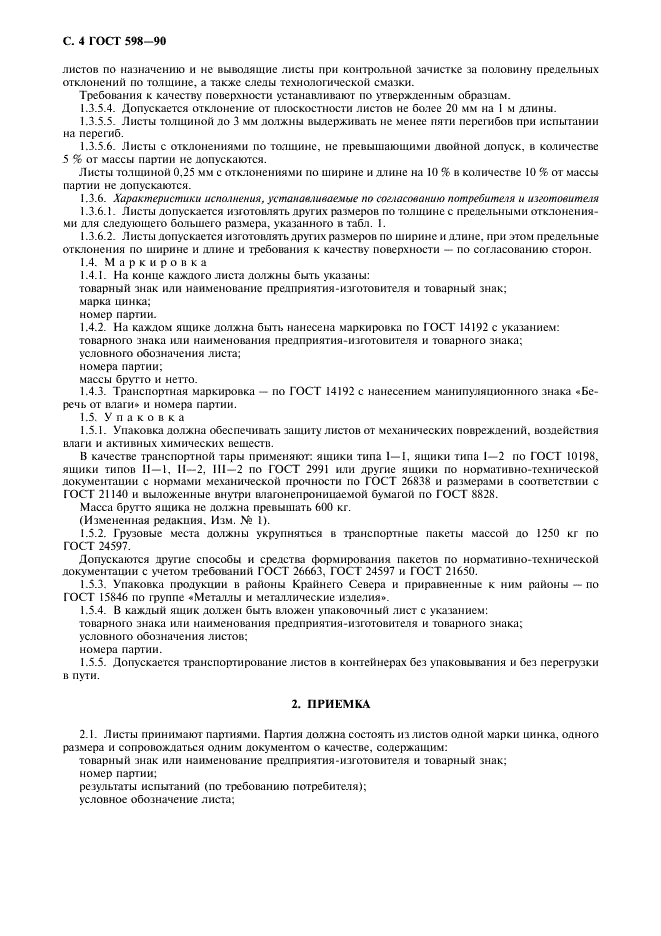 С. 4 ГОСТ 598—90
листов по назначению и не выводящие листы при контрольной зачистке за половину предельных
отклонений по толщине, а также следы технологической смазки.
Требования к качеству поверхности устанавливают по утвержденным образцам.
1.3.5.4. Допускается отклонение от плоскостности листов не более 20 мм на 1 м длины.
1.3.5.5. Листы толщиной до 3 мм должны выдерживать не менее пяти перегибов при испытании
на перегиб.
1.3.5.6. Листы с отклонениями по толщине, не превышающими двойной допуск, в количестве
5 % от массы партии не допускаются.
Листы толщиной 0,25 мм с отклонениями по ширине и длине на 10 % в количестве 10 % от массы
партии не допускаются.
1.3.6. Характеристики исполнения, устанавливаемые по согласованию потребителя и изготовителя
1.3.6.1. Листы допускается изготовлять других размеров по толщине с предельными отклонения-
ми для следующего большего размера, указанного в табл. 1.
1.3.6.2. Листы допускается изготовлять других размеров по ширине и длине, при этом предельные
отклонения по ширине и длине и требования к качеству поверхности — по согласованию сторон.
1.4. Маркировка
1.4.1. На конце каждого листа должны быть указаны:
товарный знак или наименование предприятия-изготовителя и товарный знак;
марка цинка;
номер партии.
1.4.2. На каждом ящике должна быть нанесена маркировка по ГОСТ 14192 с указанием:
товарного знака или наименования предприятия-изготовителя и товарного знака;
условного обозначения листа;
номера партии;
массы брутто и нетто.
1.4.3. Транспортная маркировка — по ГОСТ 14192 с нанесением манипуляционного знака «Бе-
речь от влаги» и номера партии.
1.5. Упаковка
1.5.1. Упаковка должна обеспечивать защиту листов от механических повреждений, воздействия
влаги и активных химических веществ.
В качестве транспортной тары применяют: ящики типа I—1, ящики типа I—2 по ГОСТ 10198,
ящики типов II—1, II—2, III—2 по ГОСТ 2991 или другие ящики по нормативно-технической
документации с нормами механической прочности по ГОСТ 26838 и размерами в соответствии с
ГОСТ 21140 и выложенные внутри влагонепроницаемой бумагой по ГОСТ 8828.
Масса брутто ящика не должна превышать 600 кг.
(Измененная редакция, Изм. № 1).
1.5.2. Грузовые места должны укрупняться в транспортные пакеты массой до 1250 кг по
ГОСТ 24597.
Допускаются другие способы и средства формирования пакетов по нормативно-технической
документации с учетом требований ГОСТ 26663, ГОСТ 24597 и ГОСТ 21650.
1.5.3. Упаковка продукции в районы Крайнего Севера и приравненные к ним районы — по
ГОСТ 15846 по группе «Металлы и металлические изделия».
1.5.4. В каждый ящик должен быть вложен упаковочный лист с указанием:
товарного знака или наименования предприятия-изготовителя и товарного знака;
условного обозначения листов;
номера партии.
1.5.5. Допускается транспортирование листов в контейнерах без упаковывания и без перегрузки
в пути.
2. ПРИЕМКА
2.1. Листы принимают партиями. Партия должна состоять из листов одной марки цинка, одного
размера и сопровождаться одним документом о качестве, содержащим:
товарный знак или наименование предприятия-изготовителя и товарный знак;
номер партии;
результаты испытаний (по требованию потребителя);
условное обозначение листа;